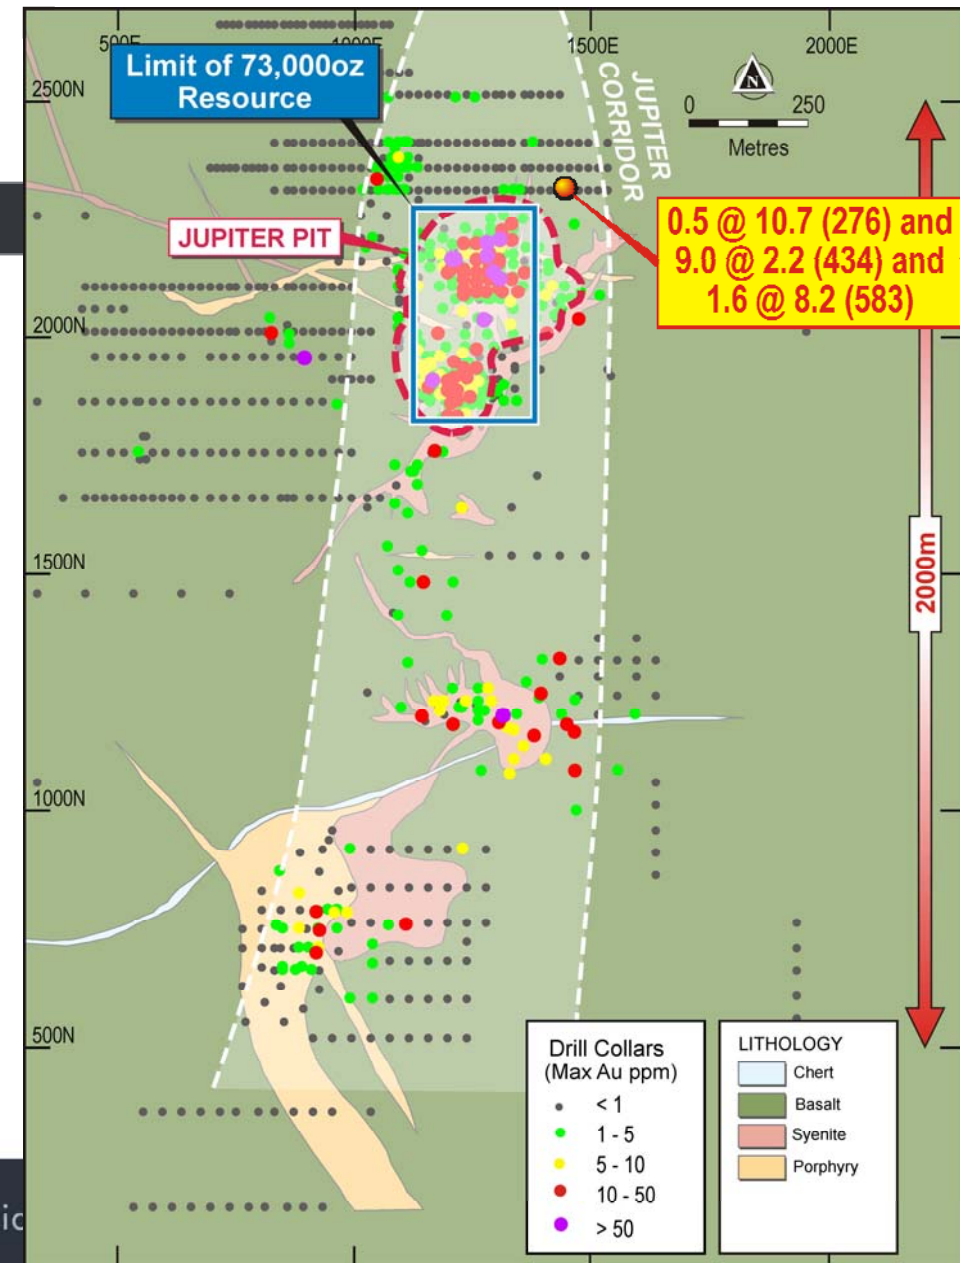 500E
1000E
1500E
2000E
2500N
Limit of 73,000oz
Resource
JUPITER
CORRIDOR
N
0 250
Metres
JUPITER PIT
0.5 @ 10.7 (276) and
9.0 @ 2.2 (434) and
1.6 @ 8.2 (583)
2000N
1500N
2000m
1000N
500N
Drill Collars
(Max Au ppm)
< 1
1 - 5
5 - 10
10 - 50
> 50
LITHOLOGY
Chert
Basalt
Syenite
Porphyry